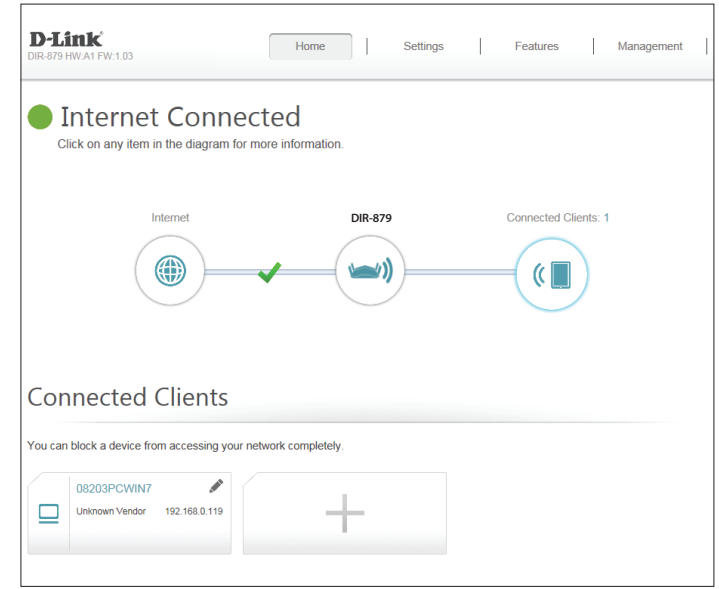 D-Link
DIR-879 HW:A1 FW:1.03
Home
Settings
Features
Management
Internet Connected
Click on any item in the diagram for more information.
Internet
DIR-879
Connected Clients: 1
Connected Clients
You can block a device from accessing your network completely.
08203PCWIN7
Unknown Vendor 192.168.0.119